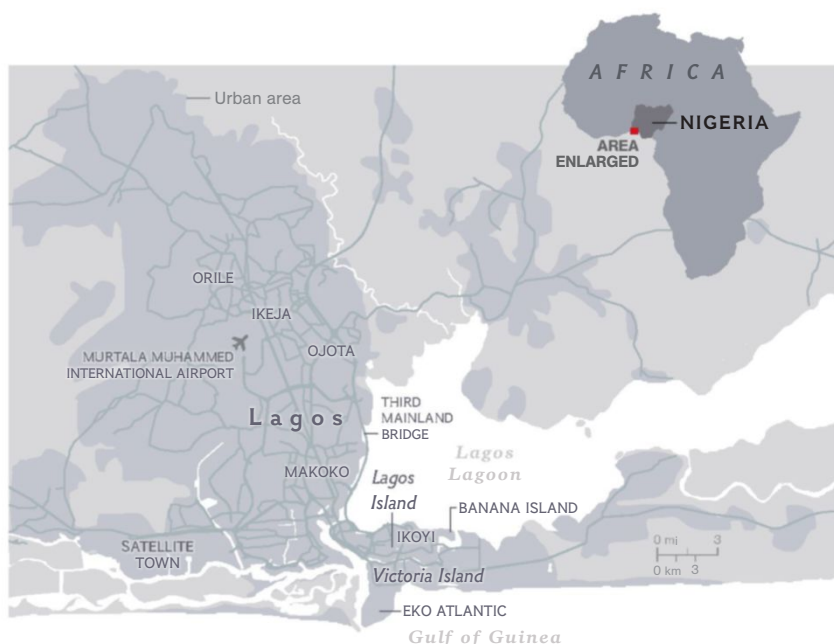 AFRICA
Urban area
NIGERIA
AREA
ENLARGED
ORILE
IKEJA
OJOTA
MURTALA MUHAMMED
INTERNATIONAL AIRPORT
THIRD
MAINLAND
BRIDGE
Lagos
Lagos
Lagoon
MAKOKO
Lagos
Island
BANANA ISLAND
IKOYI
SATELLITE
TOWN
0 mi 3
0 km 3
Victoria Island
EKO ATLANTIC
Gulf of Guinea